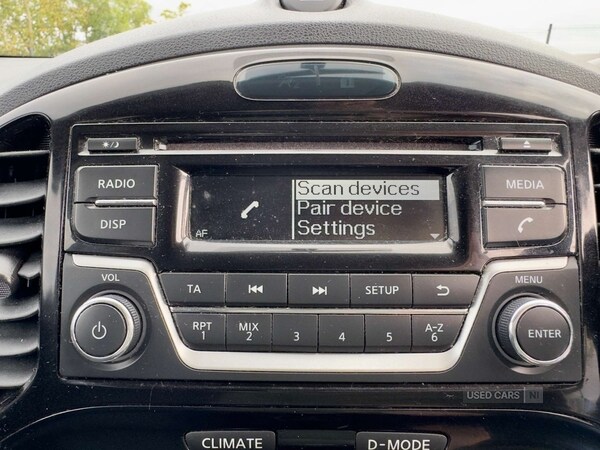 RADIO
DISP
Scan devices
Pair device
Settings
AF
MEDIA
VOL
TA
SETUP
MENU
RPT
1
MIX
2
3
4
5
A-Z
6
ENTER
USED CARS NI
CLIMATE
D-MODE